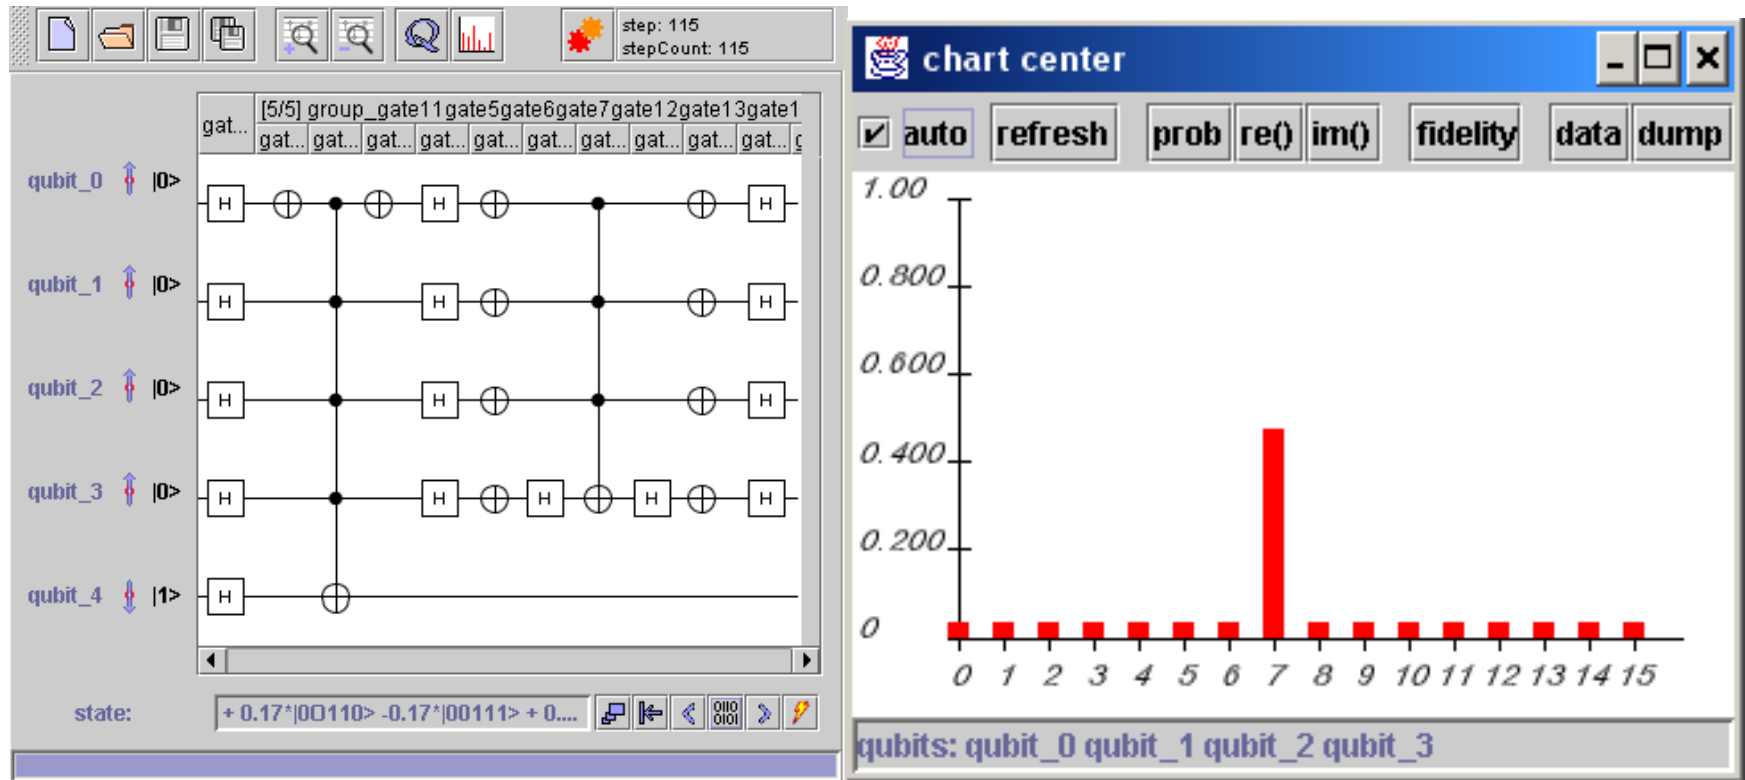 step: 115
stepCount: 115
gat...
[5/5] group_gate11gate5gate6gate7gate12gate13gate1
gat... gat... gat... gat... gat... gat... gat... gat... gat... gat... g
qubit_0 |0>
H H H
qubit_1 |0>
H H H
qubit_2 |0>
H H H
qubit_3 |0>
H H H H H
qubit_4 |1>
H
state: + 0.17*|00110> -0.17*|00111> + 0....
0110
0101
chart center
auto refresh prob re() im() fidelity data dump
1.00
0.800
0.600
0.400
0.200
0
0 1 2 3 4 5 6 7 8 9 10 11 12 13 14 15
qubits: qubit_0 qubit_1 qubit_2 qubit_3